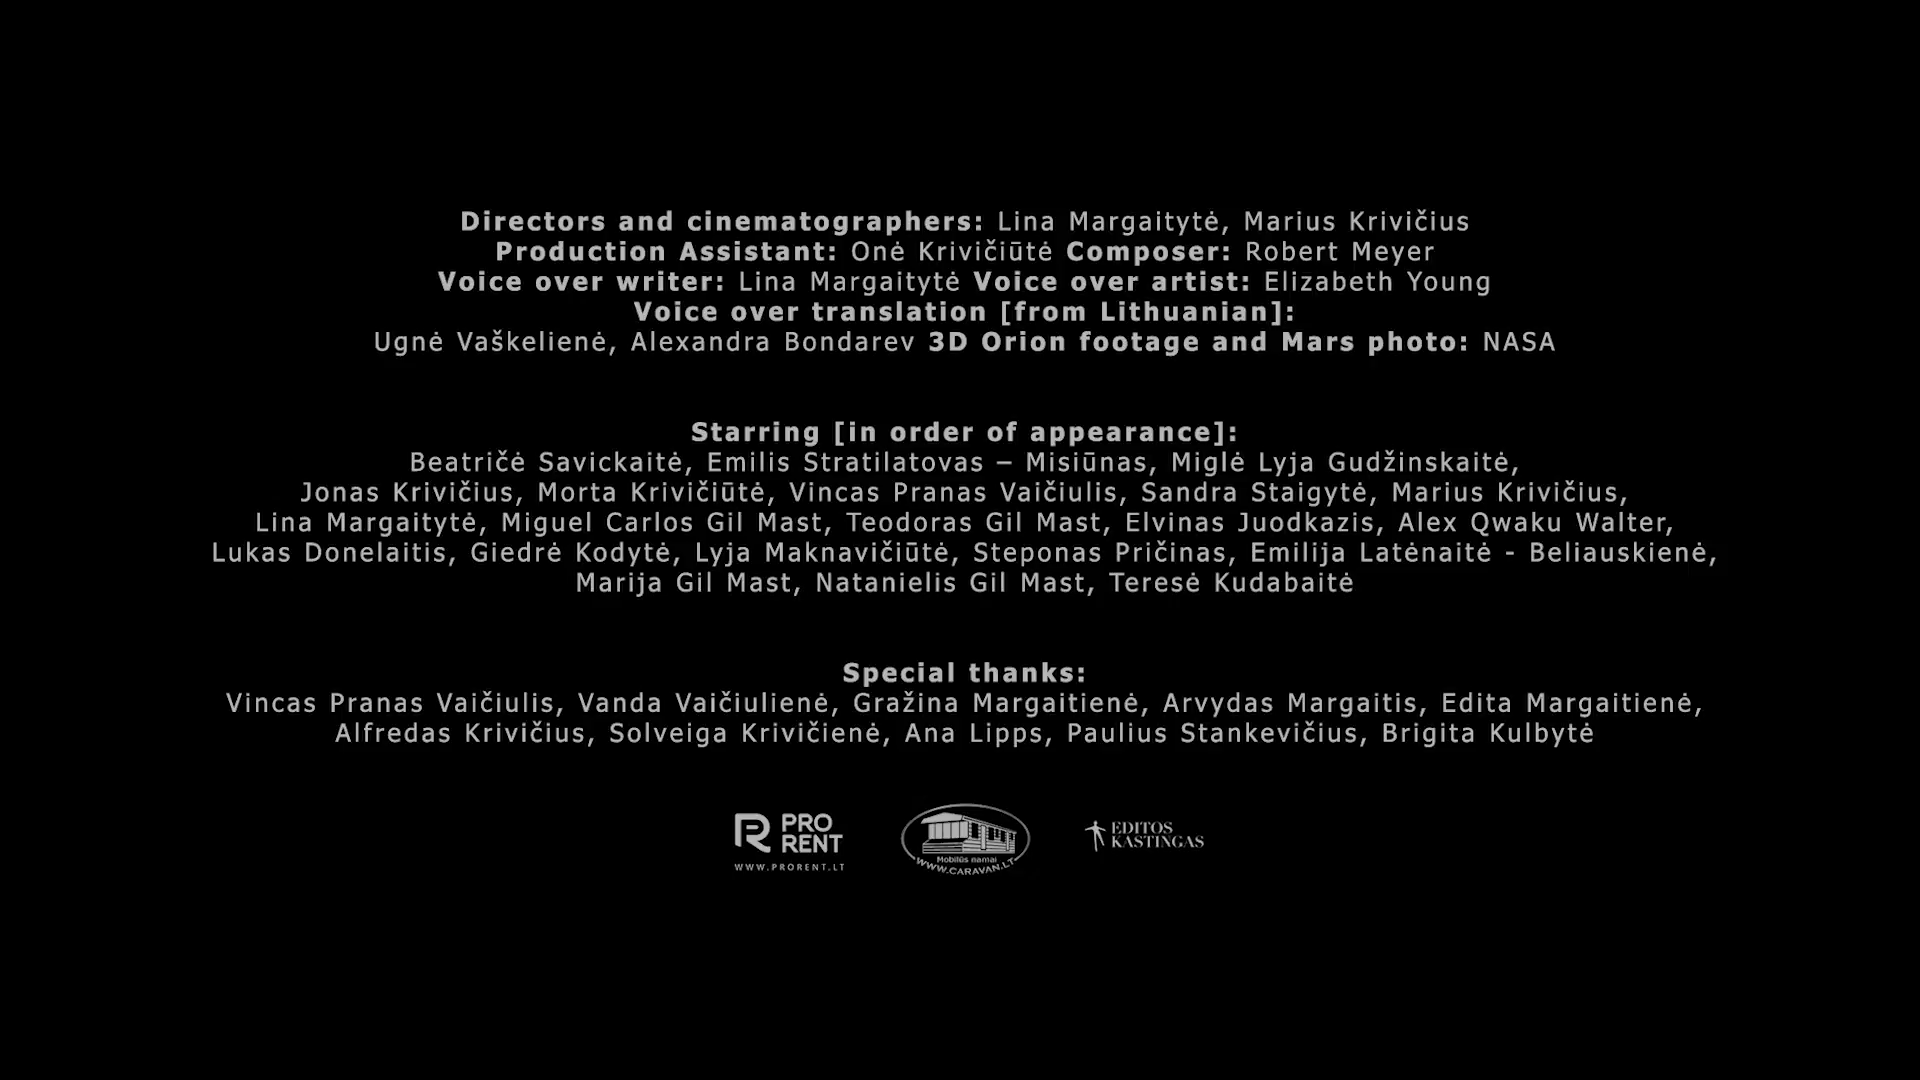 Directors and cinematographers: Lina Margaitytė, Marius Krivičius
Production Assistant: Onė Krivičiūtė Composer: Robert Meyer
Voice over writer: Lina Margaitytė Voice over artist: Elizabeth Young
Voice over translation [from Lithuanian]:
Ugnė Vaškelienė, Alexandra Bondarev 3D Orion footage and Mars photo: NASA
Starring [in order of appearance]:
Beatričė Savickaitė, Emilis Stratilatovas – Misiūnas, Miglė Lyja Gudžinskaitė,
Jonas Krivičius, Morta Krivičiūtė, Vincas Pranas Vaičiulis, Sandra Staigytė, Marius Krivičius,
Lina Margaitytė, Miguel Carlos Gil Mast, Teodoras Gil Mast, Elvinas Juodkazis, Alex Qwaku Walter,
Lukas Donelaitis, Giedrė Kodytė, Lyja Maknavičiūtė, Steponas Pričinas, Emilija Latėnaitė - Beliauskienė,
Marija Gil Mast, Natanielis Gil Mast, Teresė Kudabaitė
Special thanks:
Vincas Pranas Vaičiulis, Vanda Vaičiulienė, Gražina Margaitienė, Arvydas Margaitis, Edita Margaitienė,
Alfredas Krivičius, Solveiga Krivičienė, Ana Lipps, Paulius Stankevičius, Brigita Kulbytė
PRO
RENT
WWW.PRORENT.LT
Mobilūs namai
WWW.CARAVAN.LT
EDITOS
KASTINGAS